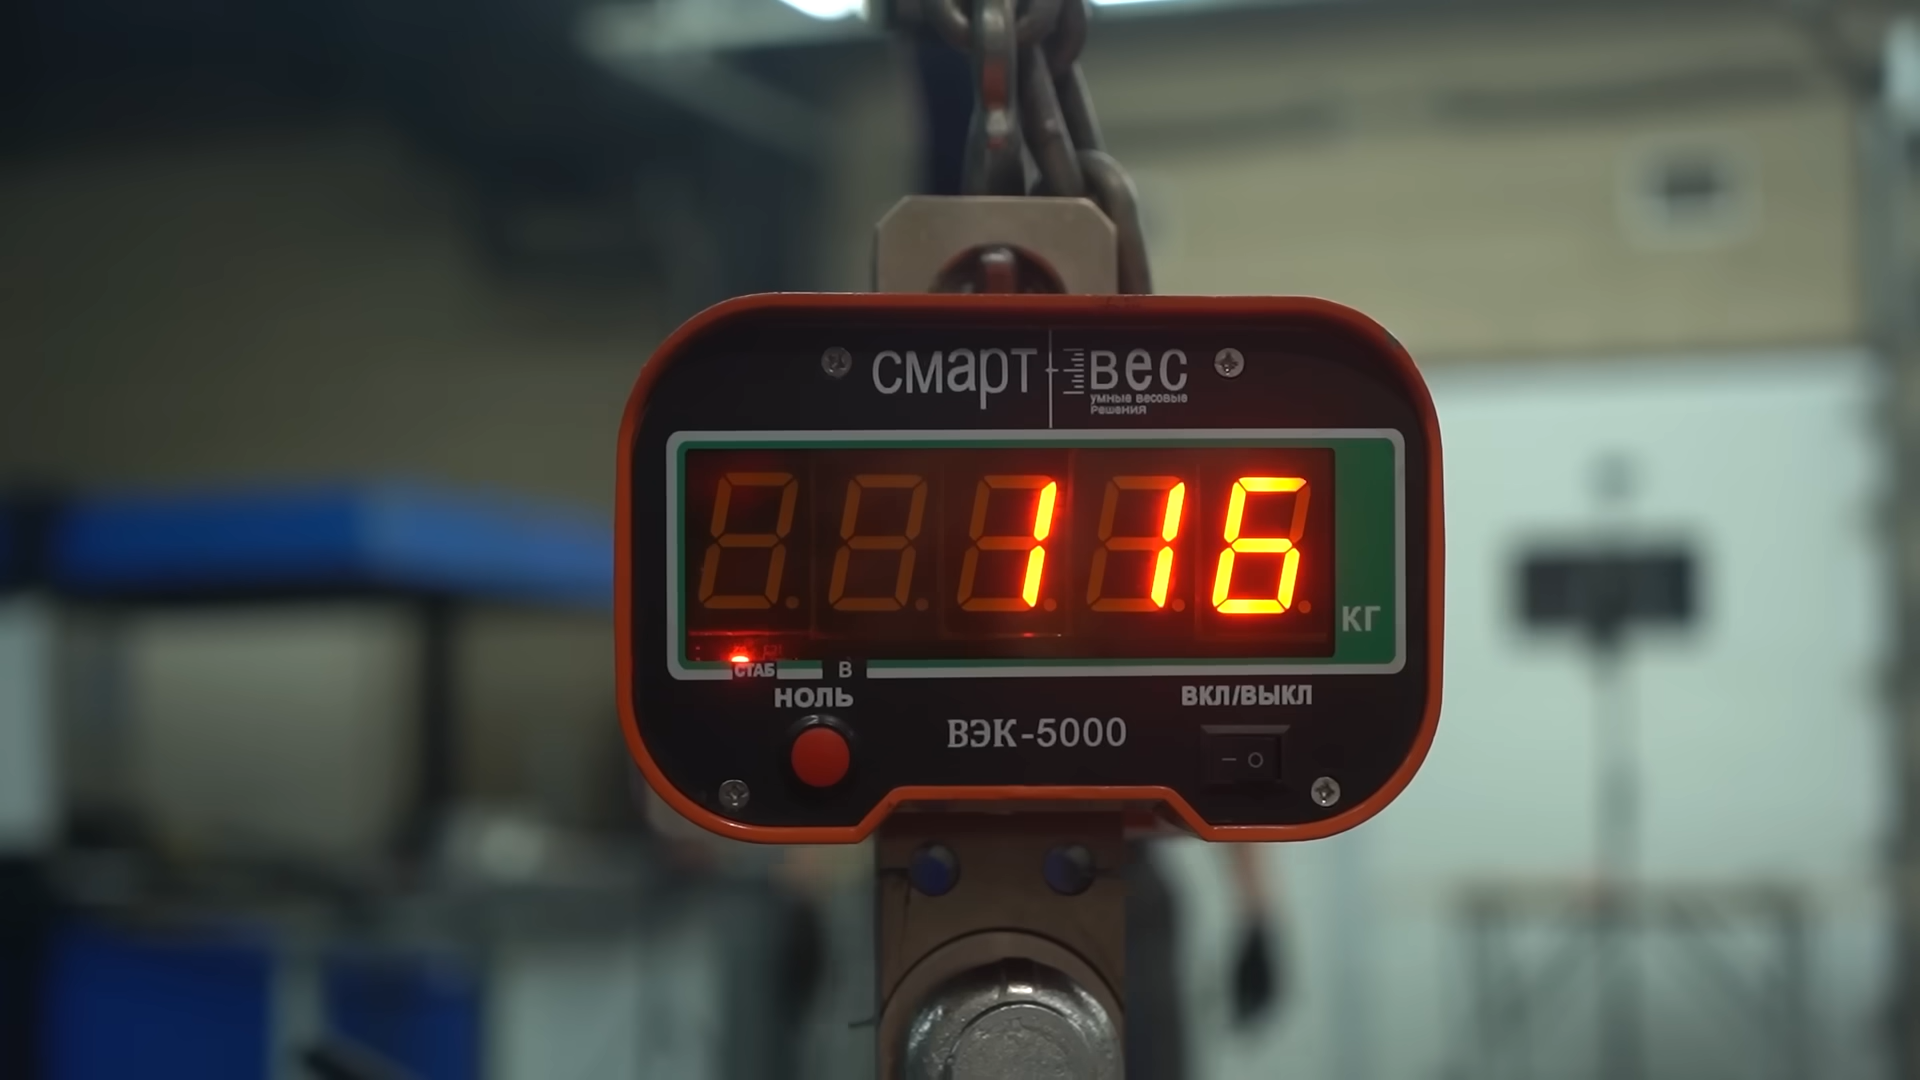 смарт вес
умные весовые
Решения
116
КГ
СТАБ В
НОЛЬ ВКЛ/ВЫКЛ
ВЭК-5000
– O